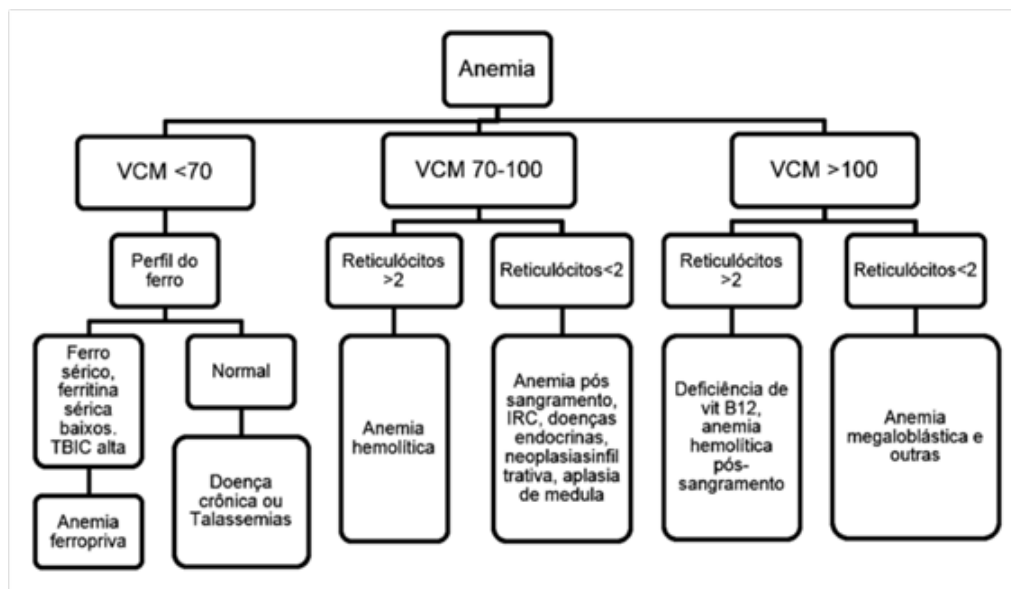 Anemia
VCM <70
VCM 70-100
VCM >100
Perfil do
ferro
Reticulócitos
>2
Reticulócitos<2
Reticulócitos
>2
Reticulócitos<2
Ferro
sérico,
ferritina
sérica
baixos.
TBIC alta
Normal
Anemia
hemolítica
Anemia pós
sangramento,
IRC, doenças
endocrinas,
neoplasiasinfil
trativa, aplasia
de medula
Deficiência de
vit B12,
anemia
hemolítica
pós-
sangramento
Anemia
megaloblástica e
outras
Anemia
ferropriva
Doença
crônica ou
Talassemias